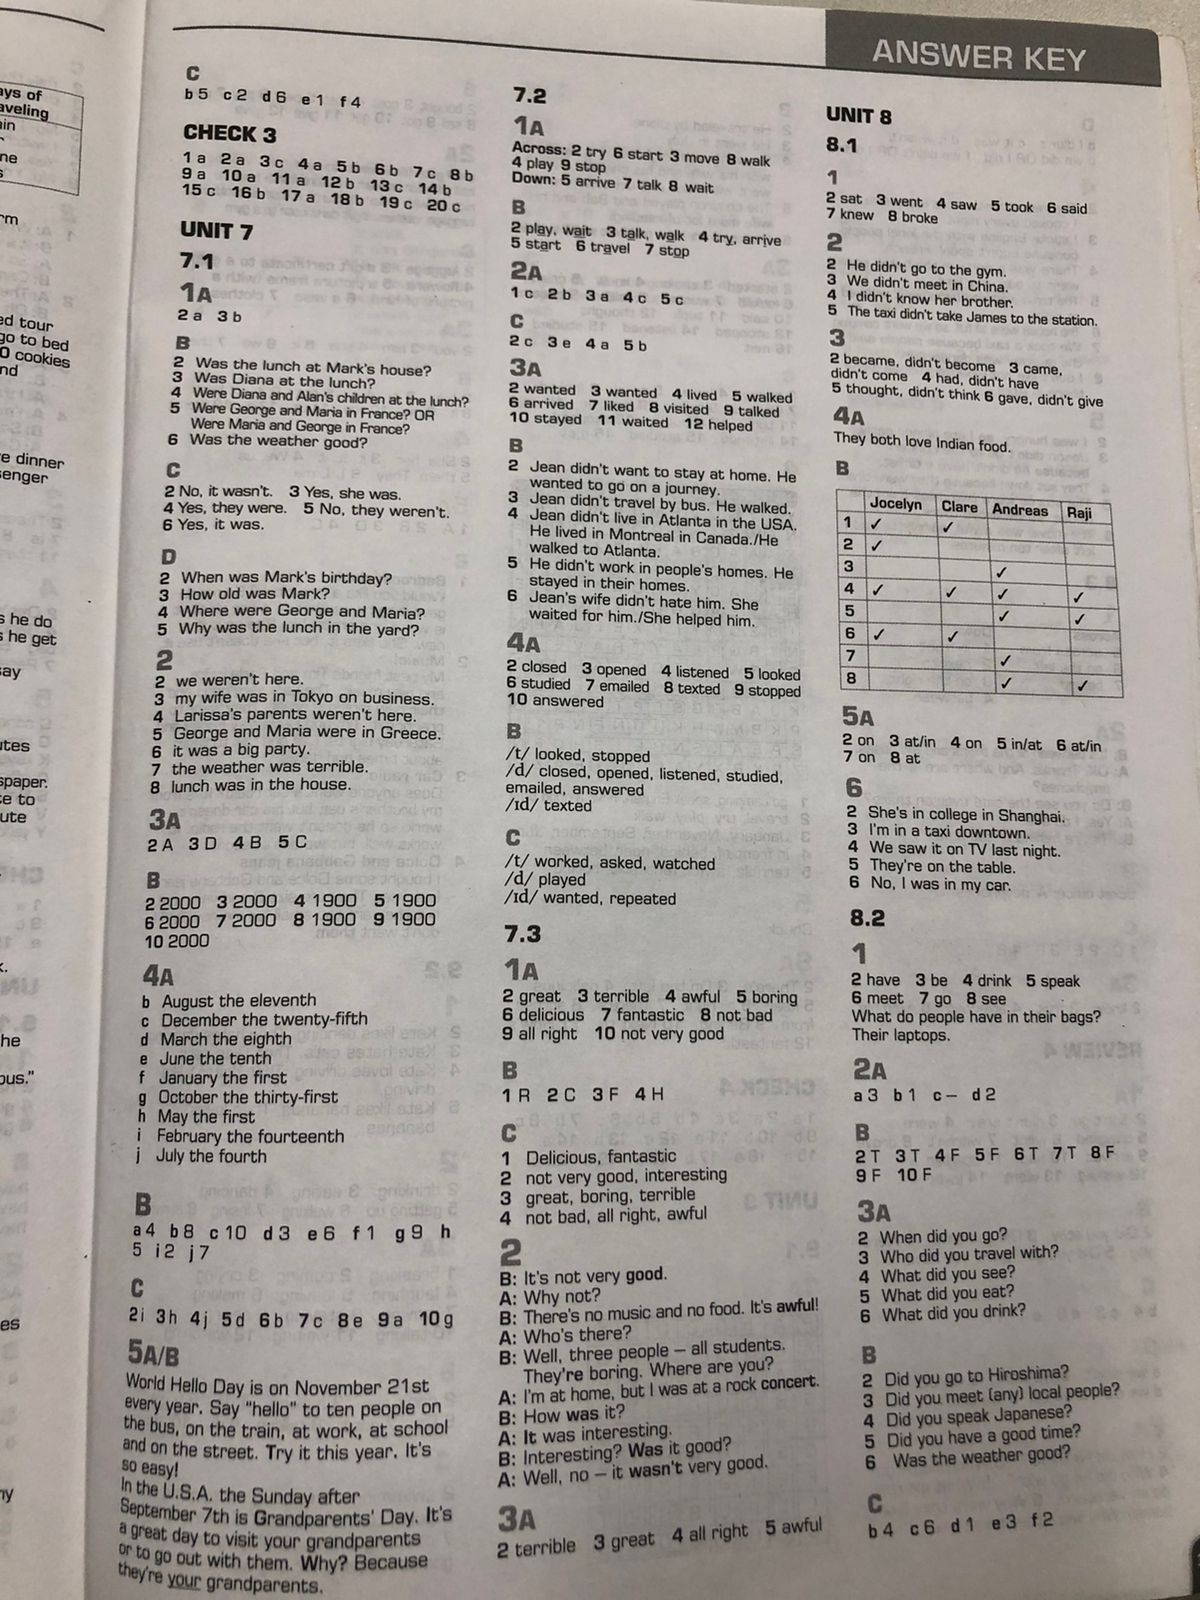 ANSWER KEY
ays of
aveling
ain
ne
s
rm
ed tour
go to bed
0 cookies
nd
e dinner
senger
s he do
s he get
say
utes
spaper.
ce to
ute
he
ous."
es
ny
C
b 5 c 2 d 6 e 1 f 4
CHECK 3
1 a 2 a 3 c 4 a 5 b 6 b 7 c 8 b
9 a 10 a 11 a 12 b 13 c 14 b
15 c 16 b 17 a 18 b 19 c 20 c
UNIT 7
7.1
1A
2 a 3 b
B
2 Was the lunch at Mark's house?
3 Was Diana at the lunch?
4 Were Diana and Alan's children at the lunch?
5 Were George and Maria in France? OR
Were Maria and George in France?
6 Was the weather good?
C
2 No, it wasn't. 3 Yes, she was.
4 Yes, they were. 5 No, they weren't.
6 Yes, it was.
D
2 When was Mark's birthday?
3 How old was Mark?
4 Where were George and Maria?
5 Why was the lunch in the yard?
2
2 we weren't here.
3 my wife was in Tokyo on business.
4 Larissa's parents weren't here.
5 George and Maria were in Greece.
6 it was a big party.
7 the weather was terrible.
8 lunch was in the house.
3A
2 A 3 D 4 B 5 C
B
2 2000 3 2000 4 1900 5 1900
6 2000 7 2000 8 1900 9 1900
10 2000
4A
b August the eleventh
c December the twenty-fifth
d March the eighth
e June the tenth
f January the first
g October the thirty-first
h May the first
i February the fourteenth
j July the fourth
B
a 4 b 8 c 10 d 3 e 6 f 1 g 9 h
5 i 2 j 7
C
2i 3h 4j 5d 6b 7c 8e 9a 10g
5A/B
World Hello Day is on November 21st
every year. Say "hello" to ten people on
the bus, on the train, at work, at school
and on the street. Try it this year. It's
so easy!
In the U.S.A. the Sunday after
September 7th is Grandparents' Day. It's
a great day to visit your grandparents
or to go out with them. Why? Because
they're your grandparents.
7.2
1A
Across: 2 try 6 start 3 move 8 walk
4 play 9 stop
Down: 5 arrive 7 talk 8 wait
B
2 play, wait 3 talk, walk 4 try, arrive
5 start 6 travel 7 stop
2A
1 c 2 b 3 a 4 c 5 c
C
2 c 3 e 4 a 5 b
3A
2 wanted 3 wanted 4 lived 5 walked
6 arrived 7 liked 8 visited 9 talked
10 stayed 11 waited 12 helped
B
2 Jean didn't want to stay at home. He
wanted to go on a journey.
3 Jean didn't travel by bus. He walked.
4 Jean didn't live in Atlanta in the USA.
He lived in Montreal in Canada./He
walked to Atlanta.
5 He didn't work in people's homes. He
stayed in their homes.
6 Jean's wife didn't hate him. She
waited for him./She helped him.
4A
2 closed 3 opened 4 listened 5 looked
6 studied 7 emailed 8 texted 9 stopped
10 answered
B
/t/ looked, stopped
/d/ closed, opened, listened, studied,
emailed, answered
/ɪd/ texted
C
/t/ worked, asked, watched
/d/ played
/ɪd/ wanted, repeated
7.3
1A
2 great 3 terrible 4 awful 5 boring
6 delicious 7 fantastic 8 not bad
9 all right 10 not very good
B
1 R 2 C 3 F 4 H
C
1 Delicious, fantastic
2 not very good, interesting
3 great, boring, terrible
4 not bad, all right, awful
2
B: It's not very good.
A: Why not?
B: There's no music and no food. It's awful!
A: Who's there?
B: Well, three people – all students.
They're boring. Where are you?
A: I'm at home, but I was at a rock concert.
B: How was it?
A: It was interesting.
B: Interesting? Was it good?
A: Well, no – it wasn't very good.
3A
2 terrible 3 great 4 all right 5 awful
UNIT 8
8.1
1
2 sat 3 went 4 saw 5 took 6 said
7 knew 8 broke
2
2 He didn't go to the gym.
3 We didn't meet in China.
4 I didn't know her brother.
5 The taxi didn't take James to the station.
3
2 became, didn't become 3 came,
didn't come 4 had, didn't have
5 thought, didn't think 6 gave, didn't give
4A
They both love Indian food.
B
Jocelyn Clare Andreas Raji
1 ✓ ✓
2 ✓
3 ✓
4 ✓ ✓ ✓ ✓
5 ✓ ✓
6 ✓ ✓
7 ✓
8 ✓ ✓
5A
2 on 3 at/in 4 on 5 in/at 6 at/in
7 on 8 at
6
2 She's in college in Shanghai.
3 I'm in a taxi downtown.
4 We saw it on TV last night.
5 They're on the table.
6 No, I was in my car.
8.2
1
2 have 3 be 4 drink 5 speak
6 meet 7 go 8 see
What do people have in their bags?
Their laptops.
2A
a 3 b 1 c – d 2
B
2 T 3 T 4 F 5 F 6 T 7 T 8 F
9 F 10 F
3A
2 When did you go?
3 Who did you travel with?
4 What did you see?
5 What did you eat?
6 What did you drink?
B
2 Did you go to Hiroshima?
3 Did you meet (any) local people?
4 Did you speak Japanese?
5 Did you have a good time?
6 Was the weather good?
C
b 4 c 6 d 1 e 3 f 2